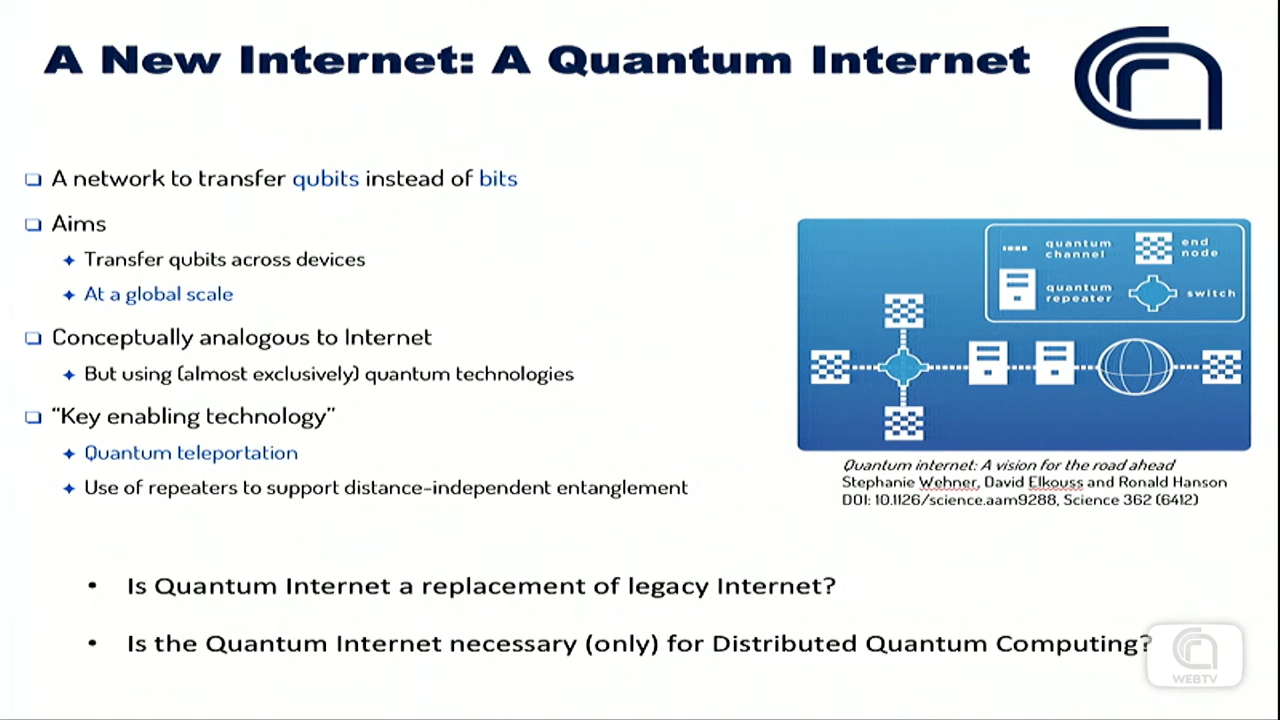 A New Internet: A Quantum Internet
A network to transfer qubits instead of bits
Aims
Transfer qubits across devices
At a global scale
Conceptually analogous to Internet
But using (almost exclusively) quantum technologies
"Key enabling technology"
Quantum teleportation
Use of repeaters to support distance-independent entanglement
quantum
channel
end
node
quantum
repeater
switch
Quantum internet: A vision for the road ahead
Stephanie Wehner, David Elkouss and Ronald Hanson
DOI: 10.1126/science.aam9288, Science 362 (6412)
• Is Quantum Internet a replacement of legacy Internet?
• Is the Quantum Internet necessary (only) for Distributed Quantum Computing?
WEBTV